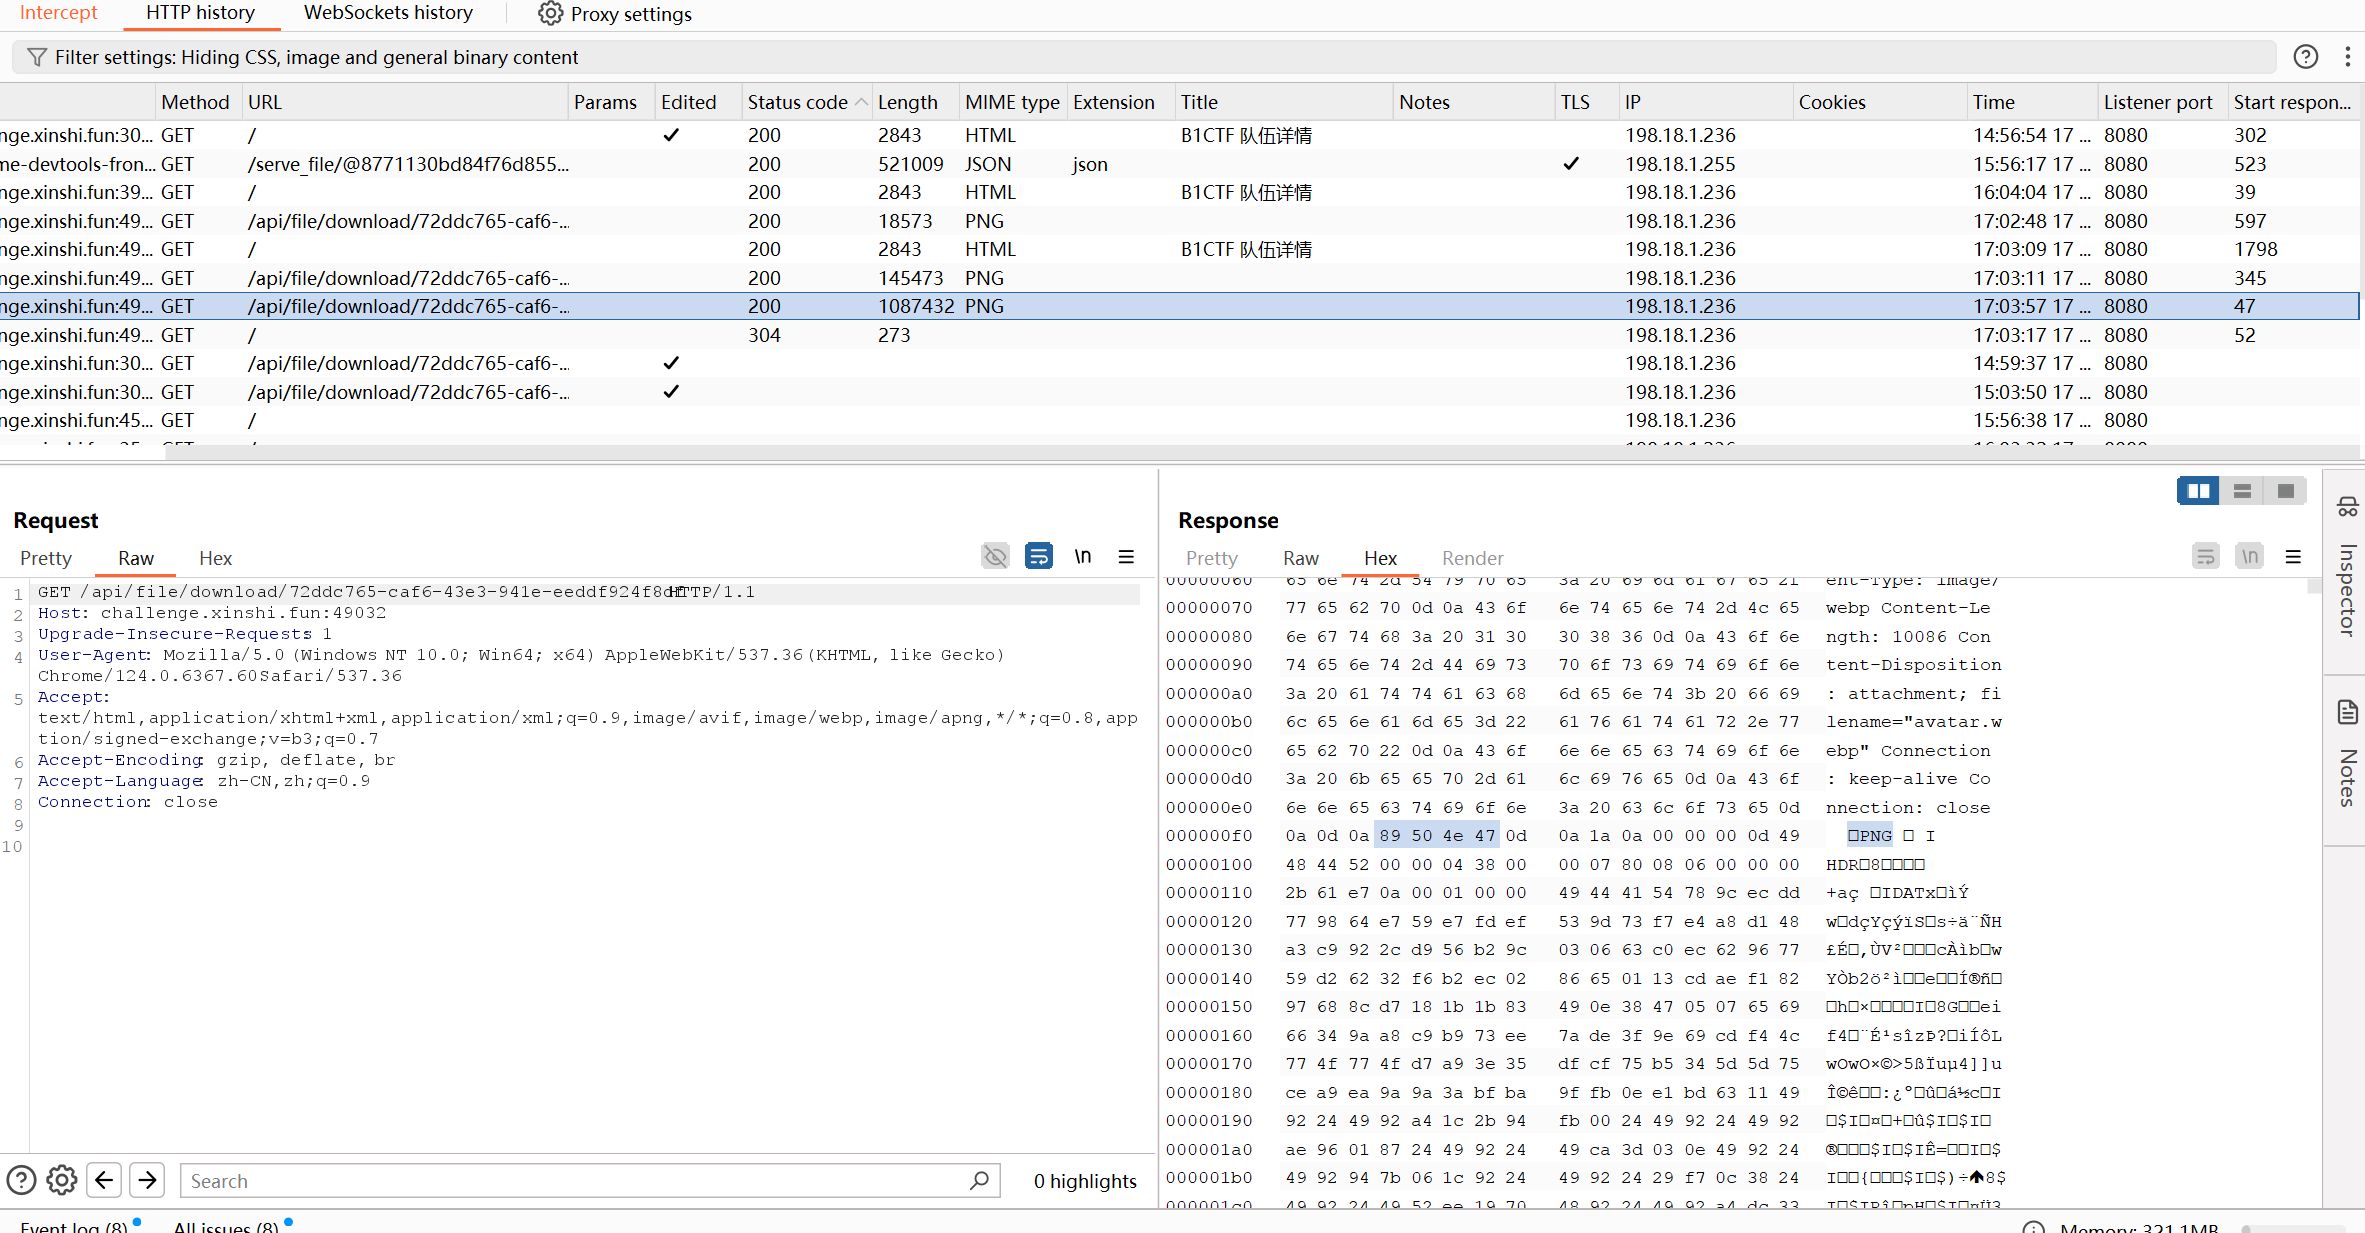 Intercept HTTP history WebSockets history Proxy settings
Filter settings: Hiding CSS, image and general binary content
Method URL Params Edited Status code Length MIME type Extension Title Notes TLS IP Cookies Time Listener port Start respon...
nge.xinshi.fun:30... GET / ✓ 200 2843 HTML B1CTF 队伍详情 198.18.1.236 14:56:54 17 ... 8080 302
me-devtools-fron... GET /serve_file/@8771130bd84f76d855... 200 521009 JSON json ✓ 198.18.1.255 15:56:17 17 ... 8080 523
nge.xinshi.fun:39... GET / 200 2843 HTML B1CTF 队伍详情 198.18.1.236 16:04:04 17 ... 8080 39
nge.xinshi.fun:49... GET /api/file/download/72ddc765-caf6-... 200 18573 PNG 198.18.1.236 17:02:48 17 ... 8080 597
nge.xinshi.fun:49... GET / 200 2843 HTML B1CTF 队伍详情 198.18.1.236 17:03:09 17 ... 8080 1798
nge.xinshi.fun:49... GET /api/file/download/72ddc765-caf6-... 200 145473 PNG 198.18.1.236 17:03:11 17 ... 8080 345
nge.xinshi.fun:49... GET /api/file/download/72ddc765-caf6-... 200 1087432 PNG 198.18.1.236 17:03:57 17 ... 8080 47
nge.xinshi.fun:49... GET / 304 273 198.18.1.236 17:03:17 17 ... 8080 52
nge.xinshi.fun:30... GET /api/file/download/72ddc765-caf6-... ✓ 198.18.1.236 14:59:37 17 ... 8080
nge.xinshi.fun:30... GET /api/file/download/72ddc765-caf6-... ✓ 198.18.1.236 15:03:50 17 ... 8080
nge.xinshi.fun:45... GET / 198.18.1.236 15:56:38 17 ... 8080
Request
Pretty Raw Hex \n
1 GET /api/file/download/72ddc765-caf6-43e3-941e-eeddf924f8df HTTP/1.1
2 Host: challenge.xinshi.fun:49032
3 Upgrade-Insecure-Requests: 1
4 User-Agent: Mozilla/5.0 (Windows NT 10.0; Win64; x64) AppleWebKit/537.36 (KHTML, like Gecko)
Chrome/124.0.6367.60 Safari/537.36
5 Accept:
text/html,application/xhtml+xml,application/xml;q=0.9,image/avif,image/webp,image/apng,*/*;q=0.8,app
tion/signed-exchange;v=b3;q=0.7
6 Accept-Encoding: gzip, deflate, br
7 Accept-Language: zh-CN,zh;q=0.9
8 Connection: close
9
10
Search 0 highlights
Response
Pretty Raw Hex Render \n
00000060 65 6e 74 2d 54 79 70 65 3a 20 69 6d 61 67 65 2f ent-Type: image/
00000070 77 65 62 70 0d 0a 43 6f 6e 74 65 6e 74 2d 4c 65 webp Content-Le
00000080 6e 67 74 68 3a 20 31 30 30 38 36 0d 0a 43 6f 6e ngth: 10086 Con
00000090 74 65 6e 74 2d 44 69 73 70 6f 73 69 74 69 6f 6e tent-Disposition
000000a0 3a 20 61 74 74 61 63 68 6d 65 6e 74 3b 20 66 69 : attachment; fi
000000b0 6c 65 6e 61 6d 65 3d 22 61 76 61 74 61 72 2e 77 lename="avatar.w
000000c0 65 62 70 22 0d 0a 43 6f 6e 6e 65 63 74 69 6f 6e ebp" Connection
000000d0 3a 20 6b 65 65 70 2d 61 6c 69 76 65 0d 0a 43 6f : keep-alive Co
000000e0 6e 6e 65 63 74 69 6f 6e 3a 20 63 6c 6f 73 65 0d nnection: close
000000f0 0a 0d 0a 89 50 4e 47 0d 0a 1a 0a 00 00 00 0d 49 □PNG □ I
00000100 48 44 52 00 00 04 38 00 00 07 80 08 06 00 00 00 HDR□8□□□□
00000110 2b 61 e7 0a 00 01 00 00 49 44 41 54 78 9c ec dd +aç □IDATx□ìÝ
00000120 77 98 64 e7 59 e7 fd ef 53 9d 73 f7 e4 a8 d1 48 w□dçYçýïS□s÷ä¨ÑH
00000130 a3 c9 92 2c d9 56 b2 9c 03 06 63 c0 ec 62 96 77 £É□,ÙV²□□□cÀìb□w
00000140 59 d2 62 32 f6 b2 ec 02 86 65 01 13 cd ae f1 82 YÒb2ö²ì□□e□□Í®ñ□
00000150 97 68 8c d7 18 1b 1b 83 49 0e 38 47 05 07 65 69 □h□×□□□□I□8G□□ei
00000160 66 34 9a a8 c9 b9 73 ee 7a de 3f 9e 69 cd f4 4c f4□¨É¹sîzÞ?□iÍôL
00000170 77 4f 77 4f d7 a9 3e 35 df cf 75 b5 34 5d 5d 75 wOwO×©>5ßÏuµ4]]u
00000180 ce a9 ea 9a 9a 3a bf ba 9f fb 0e e1 bd 63 11 49 Î©ê□□:¿º□û□á½c□I
00000190 92 24 49 92 a4 1c 2b 94 fb 00 24 49 92 24 49 92 □$I□¤□+□û$I□$I□
000001a0 ae 96 01 87 24 49 92 24 49 ca 3d 03 0e 49 92 24 ®□□□$I□$IÊ=□□I□$
000001b0 49 92 94 7b 06 1c 92 24 49 92 24 29 f7 0c 38 24 I□□{□□□$I□$)÷🡅8$
000001c0 49 92 24 49 52 ee 19 70 48 92 24 49 92 a4 dc 33 I□$IRî□pH□$I□¤Ü3
Inspector
Notes
Event log (8) All issues (8) Memory: 321.1MB